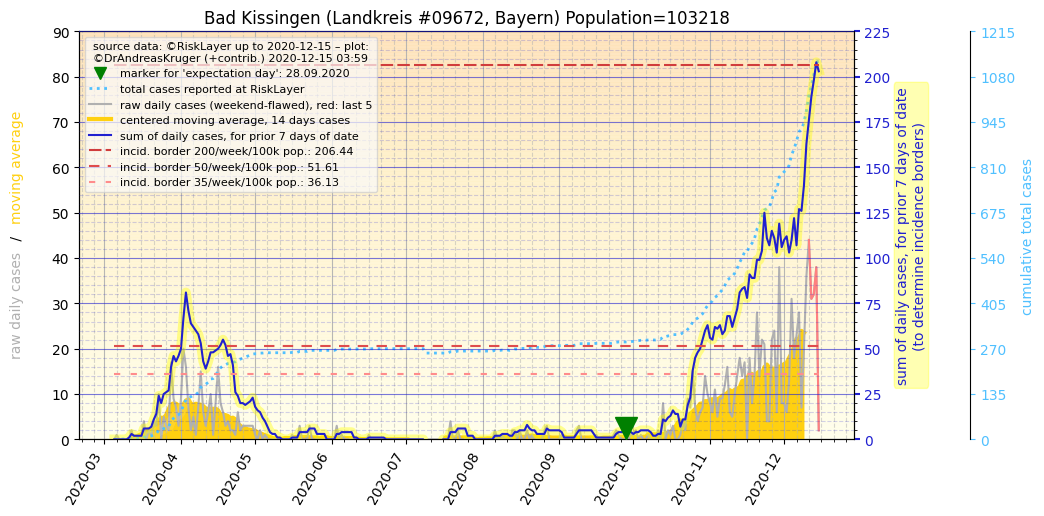 Bad Kissingen (Landkreis #09672, Bayern) Population=103218
source data: ©RiskLayer up to 2020-12-15 – plot:
©DrAndreasKruger (+contrib.) 2020-12-15 03:59
marker for 'expectation day': 28.09.2020
total cases reported at RiskLayer
raw daily cases (weekend-flawed), red: last 5
centered moving average, 14 days cases
sum of daily cases, for prior 7 days of date
incid. border 200/week/100k pop.: 206.44
incid. border 50/week/100k pop.: 51.61
incid. border 35/week/100k pop.: 36.13
raw daily cases / moving average
90
80
70
60
50
40
30
20
10
0
2020-03
2020-04
2020-05
2020-06
2020-07
2020-08
2020-09
2020-10
2020-11
2020-12
225
200
175
150
125
100
75
50
25
0
sum of daily cases, for prior 7 days of date
(to determine incidence borders)
1215
1080
945
810
675
540
405
270
135
0
cumulative total cases